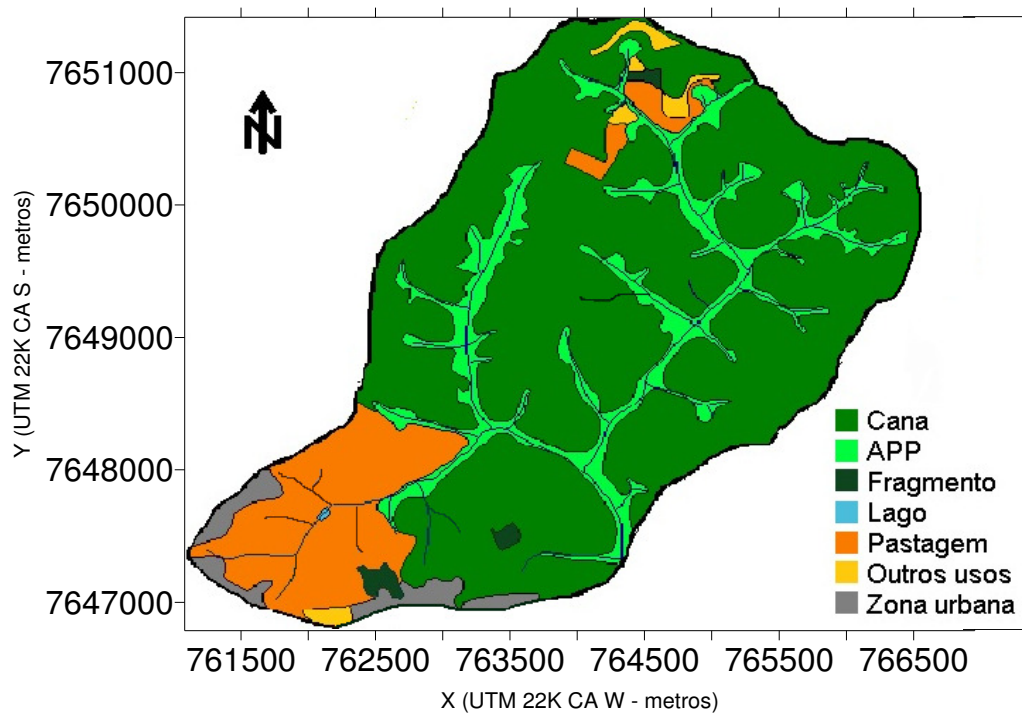 7651000
7650000
7649000
7648000
7647000
Y (UTM 22K CA S - metros)
N
Cana
APP
Fragmento
Lago
Pastagem
Outros usos
Zona urbana
761500 762500 763500 764500 765500 766500
X (UTM 22K CA W - metros)